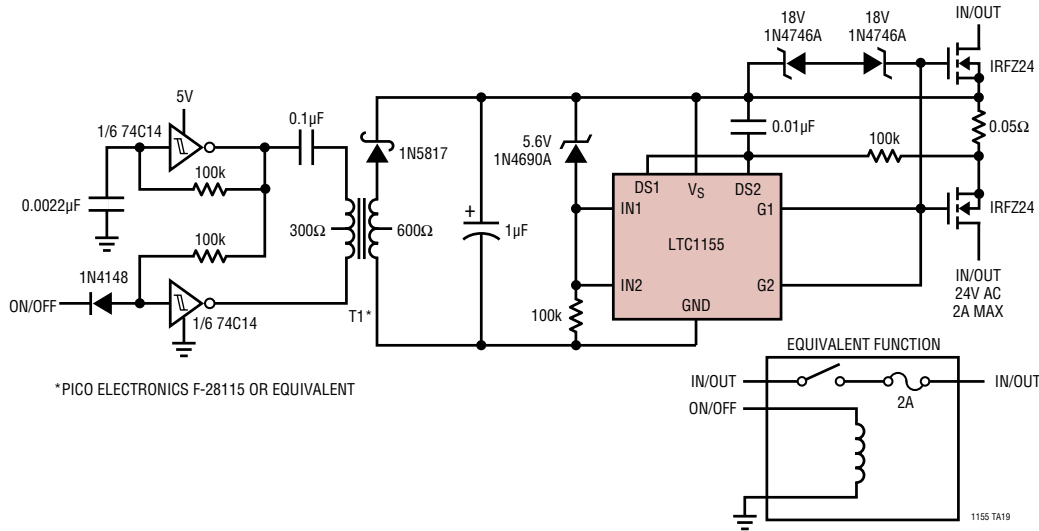 18V
1N4746A
18V
1N4746A
IN/OUT
IRFZ24
5V
1/6 74C14
0.1µF
1N5817
5.6V
1N4690A
0.01µF
0.05Ω
100k
100k
DS1
VS
DS2
0.0022µF
IN1
G1
IRFZ24
300Ω
600Ω
+
1µF
LTC1155
100k
1N4148
IN2
G2
IN/OUT
24V AC
2A MAX
ON/OFF
GND
1/6 74C14
T1*
100k
EQUIVALENT FUNCTION
*PICO ELECTRONICS F-28115 OR EQUIVALENT
IN/OUT
IN/OUT
2A
ON/OFF
1155 TA19